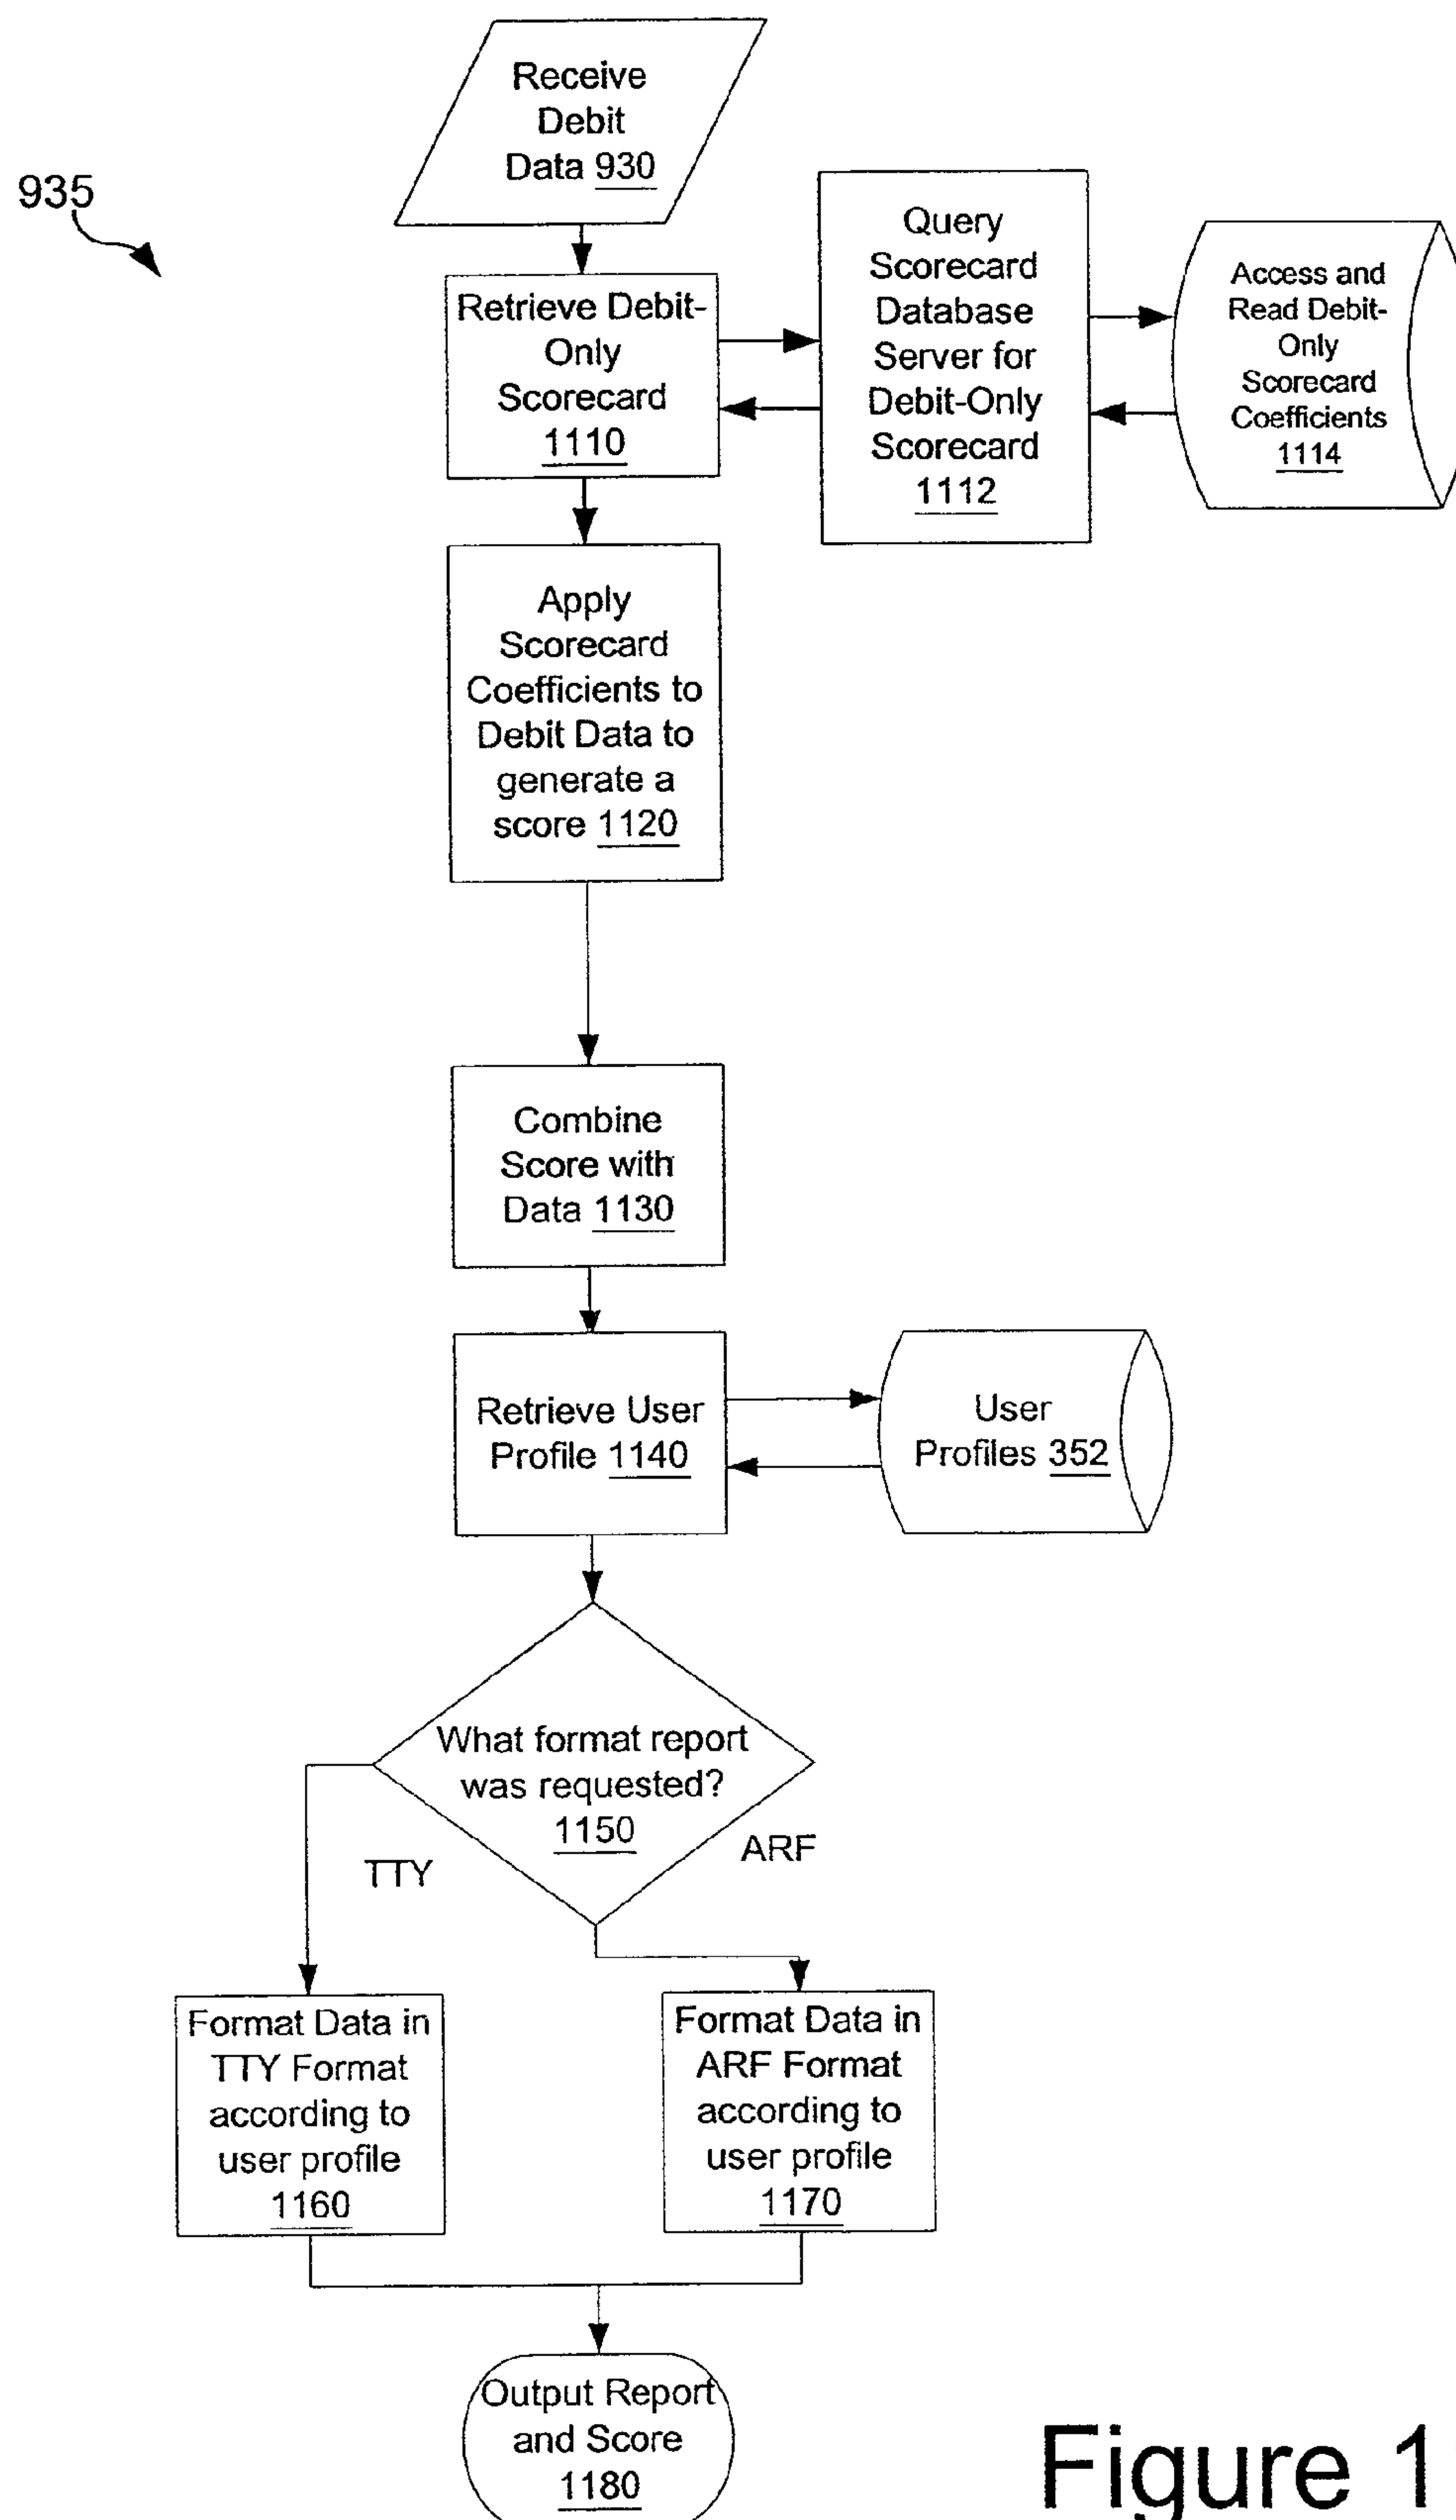 Receive
Debit
Data 930
935
Retrieve Debit-
Only
Scorecard
1110
Query
Scorecard
Database
Server for
Debit-Only
Scorecard
1112
Access and
Read Debit-
Only
Scorecard
Coefficients
1114
Apply
Scorecard
Coefficients to
Debit Data to
generate a
score 1120
Combine
Score with
Data 1130
Retrieve User
Profile 1140
User
Profiles 352
What format report
was requested?
1150
TTY
ARF
Format Data in
TTY Format
according to
user profile
1160
Format Data in
ARF Format
according to
user profile
1170
Output Report
and Score
1180
Figure 1